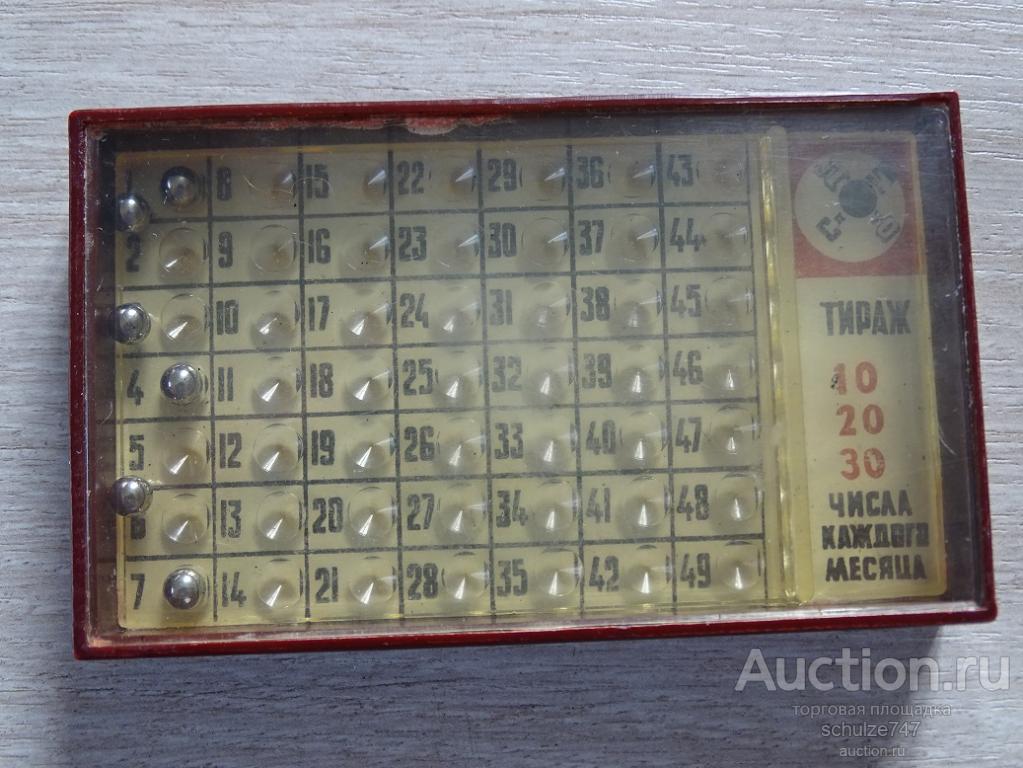 8 15 22 29 36 43
2 9 16 23 30 37 44
10 17 24 31 38 45
4 11 18 25 32 39 46
5 12 19 26 33 40 47
6 13 20 27 34 41 48
7 14 21 28 35 42 49
ТИРАЖ
10
20
30
ЧИСЛА
КАЖДОГО
МЕСЯЦА
Auction.ru
торговая площадка
schulze747
auction.ru